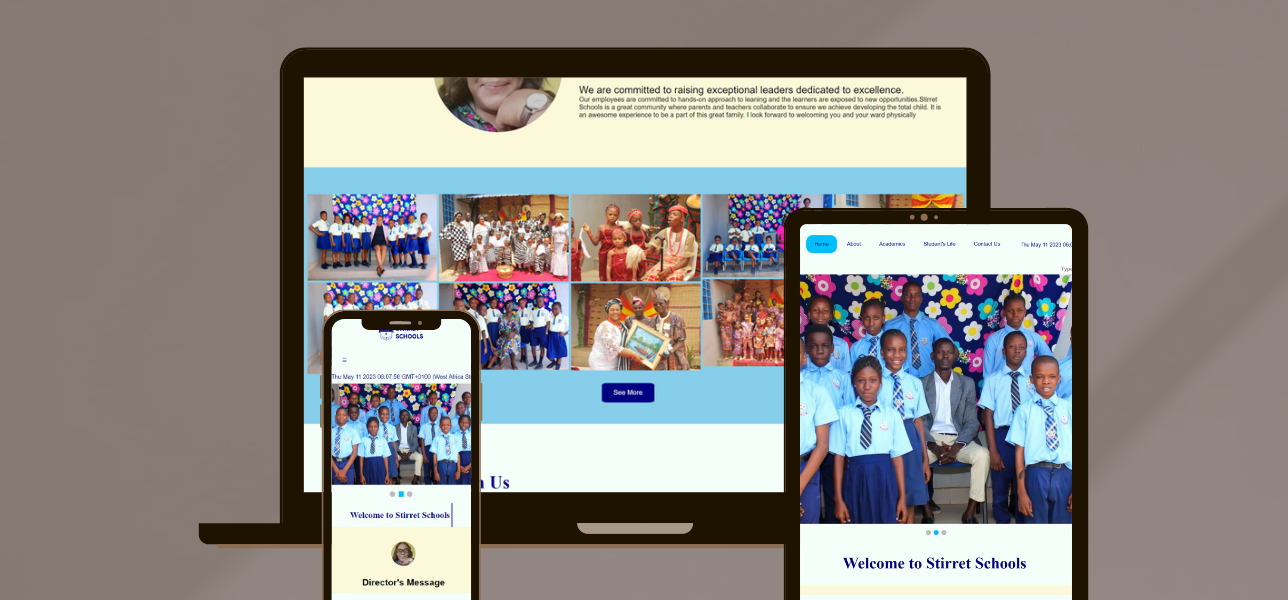 We are committed to raising exceptional leaders dedicated to excellence.
Our employees are committed to hands-on approach to leaning and the learners are exposed to new opportunities.Stirret
Schools is a great community where parents and teachers collaborate to ensure we achieve developing the total child. It is
an awesome experience to be a part of this great family. I look forward to welcoming you and your ward physically
See More
Us
SCHOOLS
Thu May 11 2023 06:07:58 GMT+0100 (West Africa St
Welcome to Stirret Schools
Director's Message
Home About Academics Student's Life Contact Us Thu May 11 2023 06:0
Type
Welcome to Stirret Schools